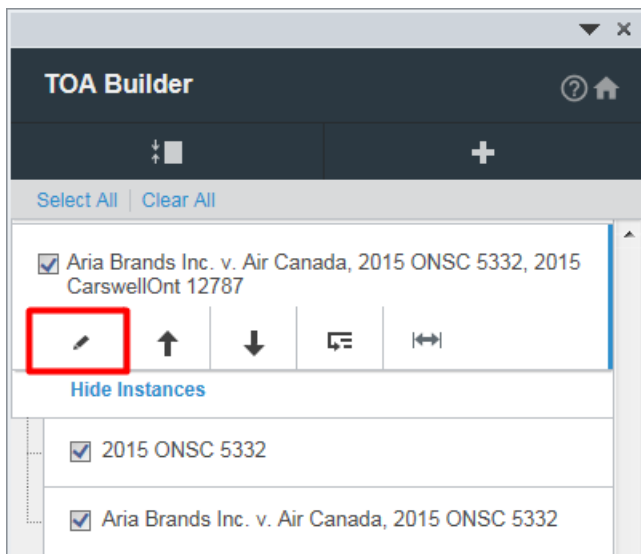 TOA Builder
Select All | Clear All
Aria Brands Inc. v. Air Canada, 2015 ONSC 5332, 2015
CarswellOnt 12787
Hide Instances
2015 ONSC 5332
Aria Brands Inc. v. Air Canada, 2015 ONSC 5332